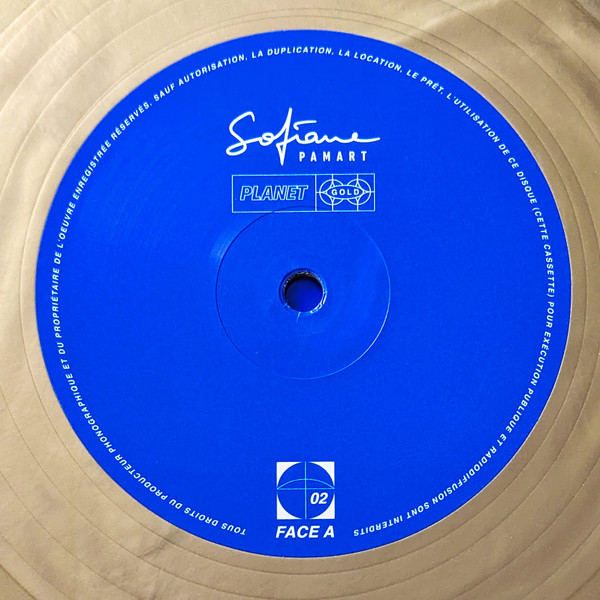 TOUS DROITS DU PRODUCTEUR PHONOGRAPHIQUE ET DU PROPRIÉTAIRE DE L'OEUVRE ENREGISTRÉE RÉSERVÉS. SAUF AUTORISATION, LA DUPLICATION, LA LOCATION, LE PRÊT, L'UTILISATION DE CE DISQUE (CETTE CASSETTE) POUR EXÉCUTION PUBLIQUE ET RADIODIFFUSION SONT INTERDITS
Sofiane
PAMART
PLANET GOLD
02
FACE A